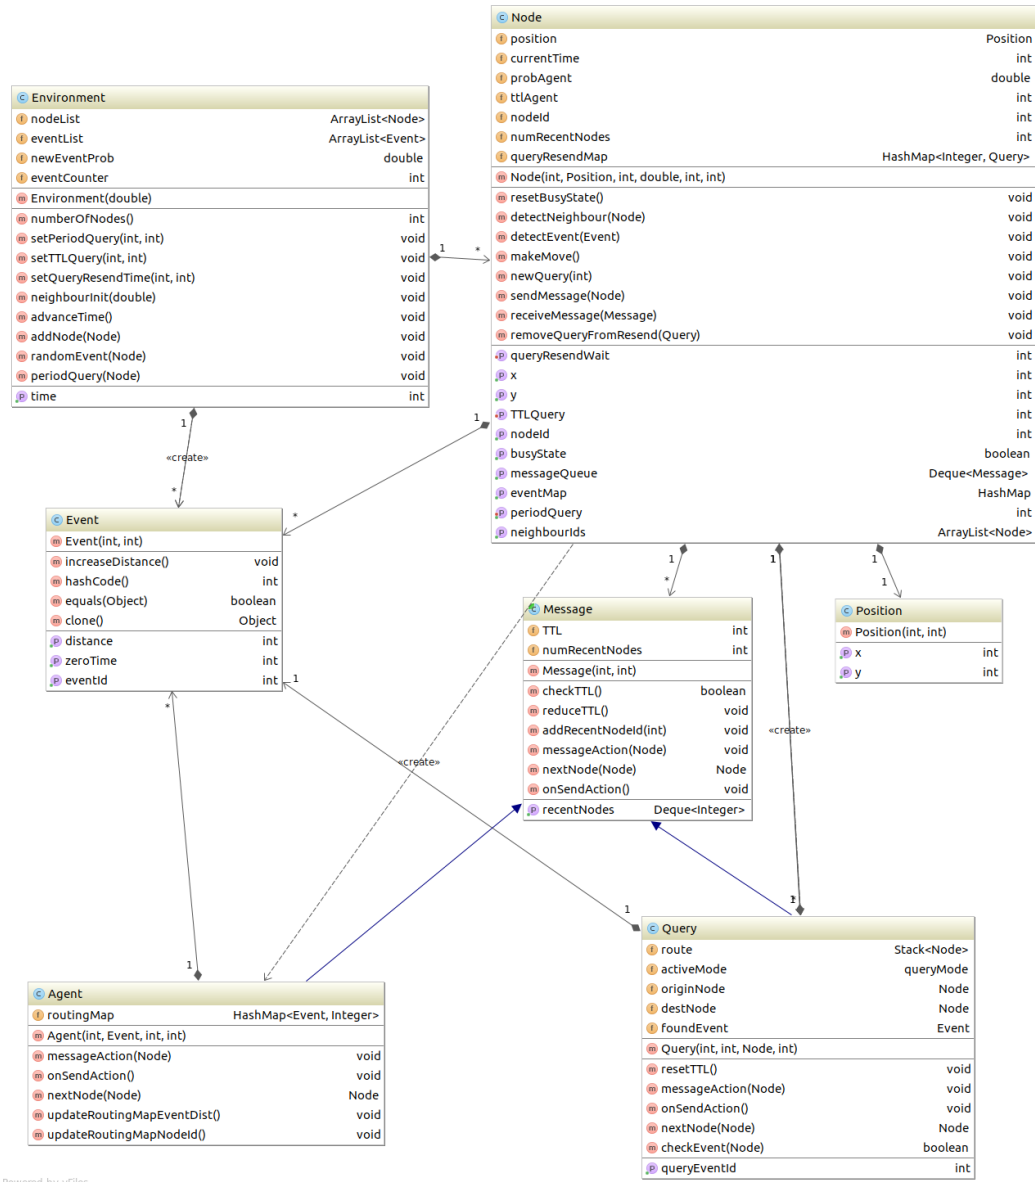 Node
position Position
currentTime int
probAgent double
ttlAgent int
nodeId int
numRecentNodes int
queryResendMap HashMap<Integer, Query>
Node(int, Position, int, double, int, int)
resetBusyState() void
detectNeighbour(Node) void
detectEvent(Event) void
makeMove() void
newQuery(int) void
sendMessage(Node) void
receiveMessage(Message) void
removeQueryFromResend(Query) void
queryResendWait int
x int
y int
TTLQuery int
nodeId int
busyState boolean
messageQueue Deque<Message>
eventMap HashMap
periodQuery int
neighbourIds ArrayList<Node>
Environment
nodeList ArrayList<Node>
eventList ArrayList<Event>
newEventProb double
eventCounter int
Environment(double)
numberOfNodes() int
setPeriodQuery(int, int) void
setTTLQuery(int, int) void
setQueryResendTime(int, int) void
neighbourInit(double) void
advanceTime() void
addNode(Node) void
randomEvent(Node) void
periodQuery(Node) void
time int
1 *
1
«create»
*
1
*
Event
Event(int, int)
increaseDistance() void
hashCode() int
equals(Object) boolean
clone() Object
distance int
zeroTime int
eventId int
1
*
1
1
1
Message
TTL int
numRecentNodes int
Message(int, int)
checkTTL() boolean
reduceTTL() void
addRecentNodeId(int) void
messageAction(Node) void
nextNode(Node) Node
onSendAction() void
recentNodes Deque<Integer>
Position
Position(int, int)
x int
y int
1
*
«create»
«create»
1
1
1
Agent
routingMap HashMap<Event, Integer>
Agent(int, Event, int, int)
messageAction(Node) void
onSendAction() void
nextNode(Node) Node
updateRoutingMapEventDist() void
updateRoutingMapNodeId() void
Query
route Stack<Node>
activeMode queryMode
originNode Node
destNode Node
foundEvent Event
Query(int, int, Node, int)
resetTTL() void
messageAction(Node) void
onSendAction() void
nextNode(Node) Node
checkEvent(Node) boolean
queryEventId int
Powered by yFiles